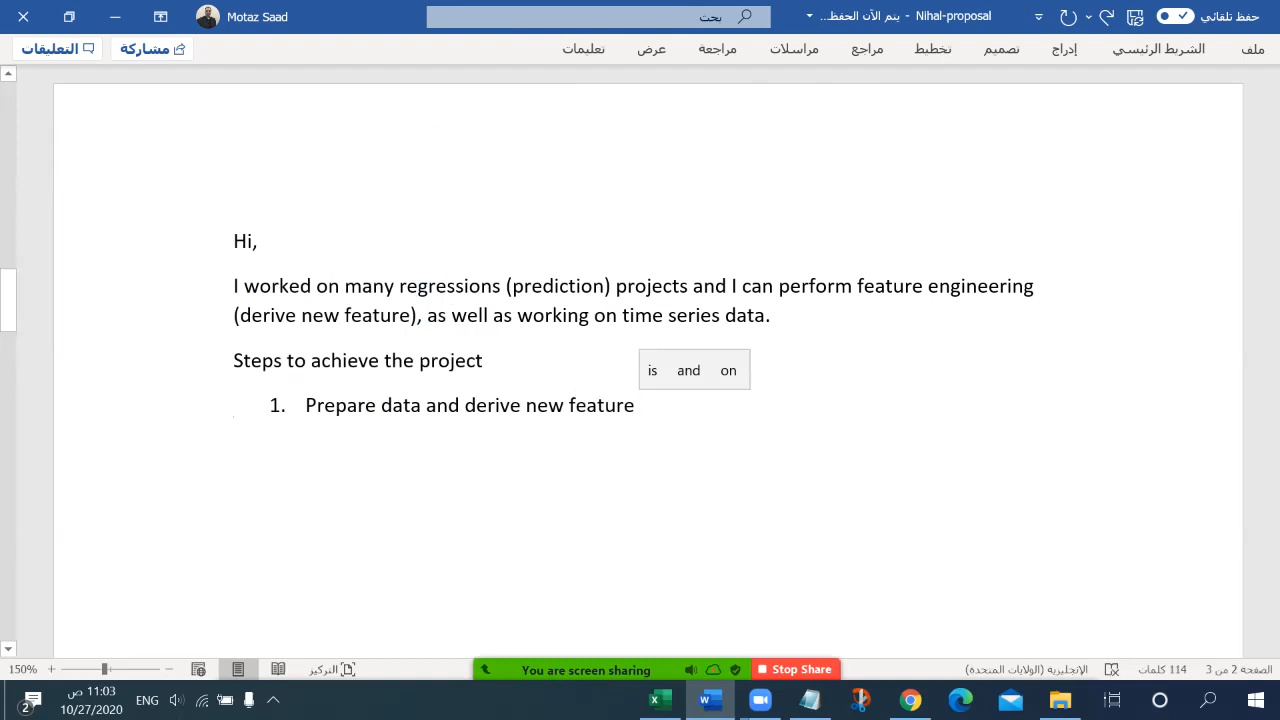 حفظ تلقائي
Nihal-proposal - يتم الآن الحفظ...
بحث
Motaz Saad
ملف الشريط الرئيسي إدراج تصميم تخطيط مراجع مراسلات مراجعة عرض تعليمات
مشاركة التعليقات
Hi,
I worked on many regressions (prediction) projects and I can perform feature engineering
(derive new feature), as well as working on time series data.
Steps to achieve the project
is and on
1. Prepare data and derive new feature
الصفحة 2 من 3 114 كلمات الإنجليزية (الولايات المتحدة)
You are screen sharing Stop Share
التركيز
150%
ENG
11:03 ص
10/27/2020
2